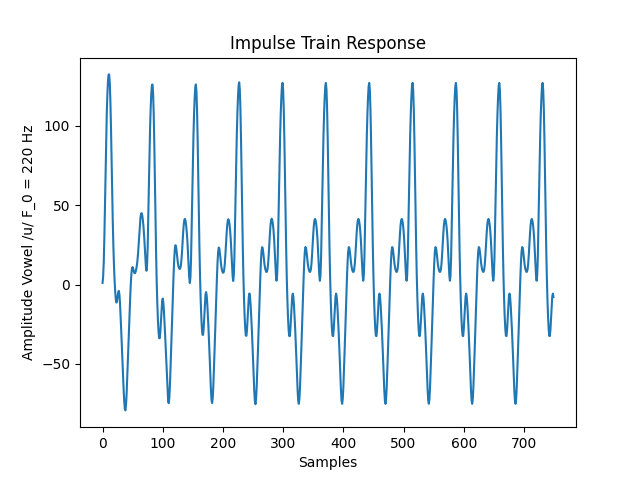 Impulse Train Response
Amplitude Vowel /u/ F_0 = 220 Hz
100
50
0
−50
0 100 200 300 400 500 600 700
Samples